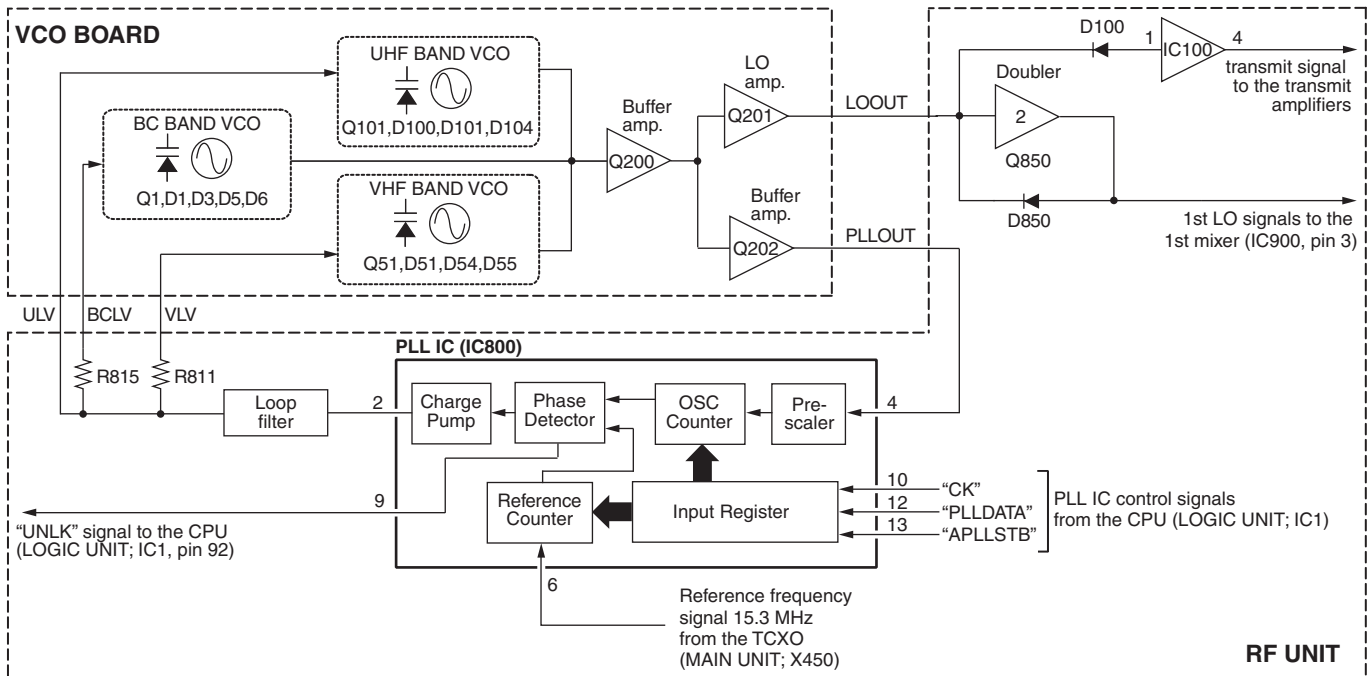 VCO BOARD
UHF BAND VCO
Q101,D100,D101,D104
BC BAND VCO
Q1,D1,D3,D5,D6
VHF BAND VCO
Q51,D51,D54,D55
Buffer
amp.
Q200
LO
amp.
Q201
Buffer
amp.
Q202
LOOUT
PLLOUT
D100
1
IC100
4
transmit signal
to the transmit
amplifiers
Doubler
2
Q850
D850
1st LO signals to the
1st mixer (IC900, pin 3)
ULV
BCLV
VLV
R815
R811
Loop
filter
PLL IC (IC800)
2
Charge
Pump
Phase
Detector
OSC
Counter
Pre-
scaler
4
9
Reference
Counter
Input Register
10
"CK"
12
"PLLDATA"
13
"APLLSTB"
PLL IC control signals
from the CPU (LOGIC UNIT; IC1)
"UNLK" signal to the CPU
(LOGIC UNIT; IC1, pin 92)
6
Reference frequency
signal 15.3 MHz
from the TCXO
(MAIN UNIT; X450)
RF UNIT